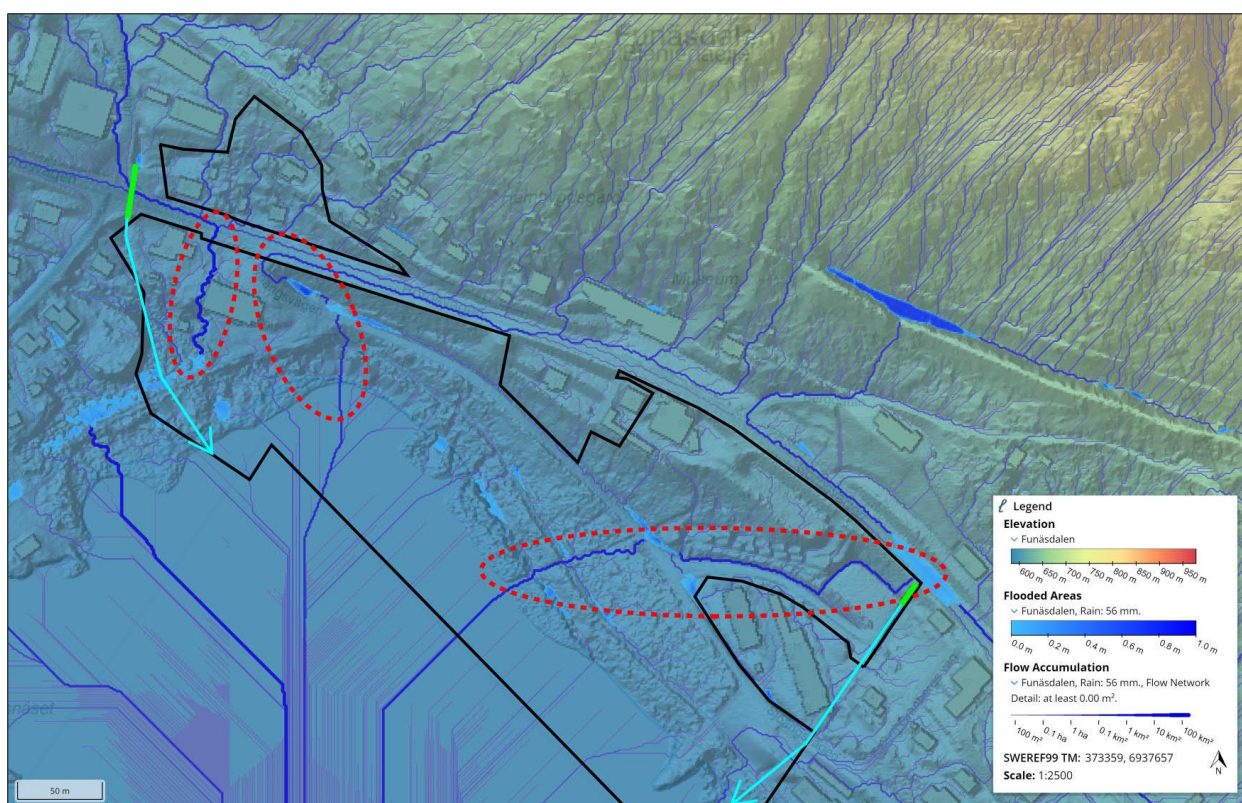 Funäsdalen
Museum
Legend
Elevation
Funäsdalen
600 m 650 m 700 m 750 m 800 m 850 m 900 m 950 m
Flooded Areas
Funäsdalen, Rain: 56 mm.
0.0 m 0.2 m 0.4 m 0.6 m 0.8 m 1.0 m
Flow Accumulation
Funäsdalen, Rain: 56 mm., Flow Network
Detail: at least 0.00 m².
100 m² 0.1 ha 1 ha 0.1 km² 1 km² 10 km² 100 km²
SWEREF99 TM: 373359, 6937657
Scale: 1:2500
N
50 m